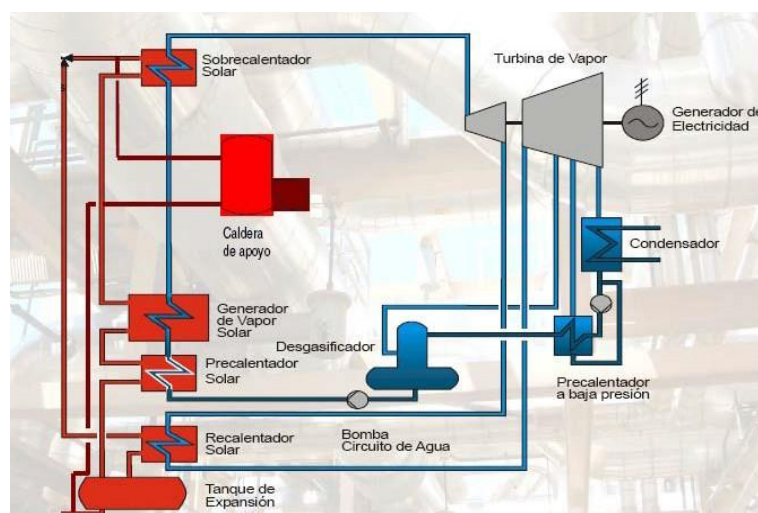 Sobrecalentador
Solar
Turbina de Vapor
Generador de
Electricidad
Caldera
de apoyo
Condensador
Generador
de Vapor
Solar
Desgasificador
Precalentador
Solar
Precalentador
a baja presión
Recalentador
Solar
Bomba
Circuito de Agua
Tanque de
Expansión